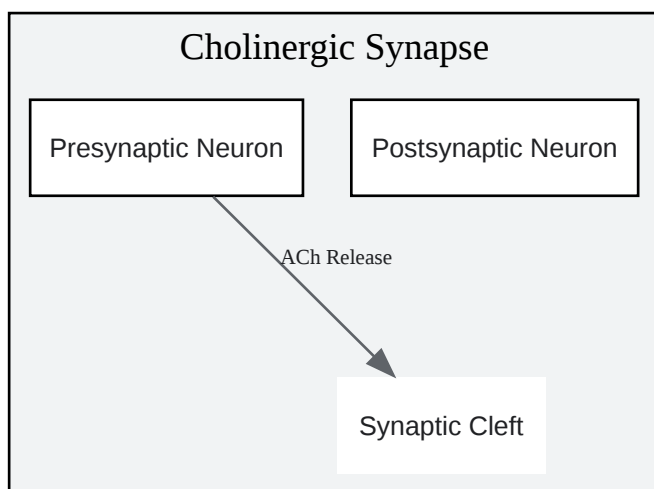 Cholinergic Synapse
Presynaptic Neuron
Postsynaptic Neuron
ACh Release
Synaptic Cleft